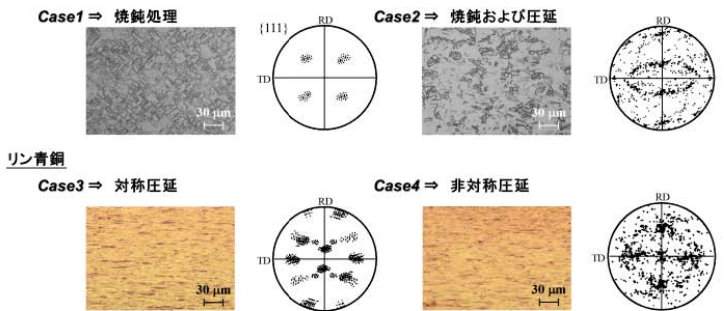 Case1 ⇒ 焼鈍処理
Case2 ⇒ 焼鈍および圧延
{111}
RD
TD
30 μm
RD
TD
30 μm
リン青銅
Case3 ⇒ 対称圧延
Case4 ⇒ 非対称圧延
RD
TD
30 μm
RD
TD
30 μm